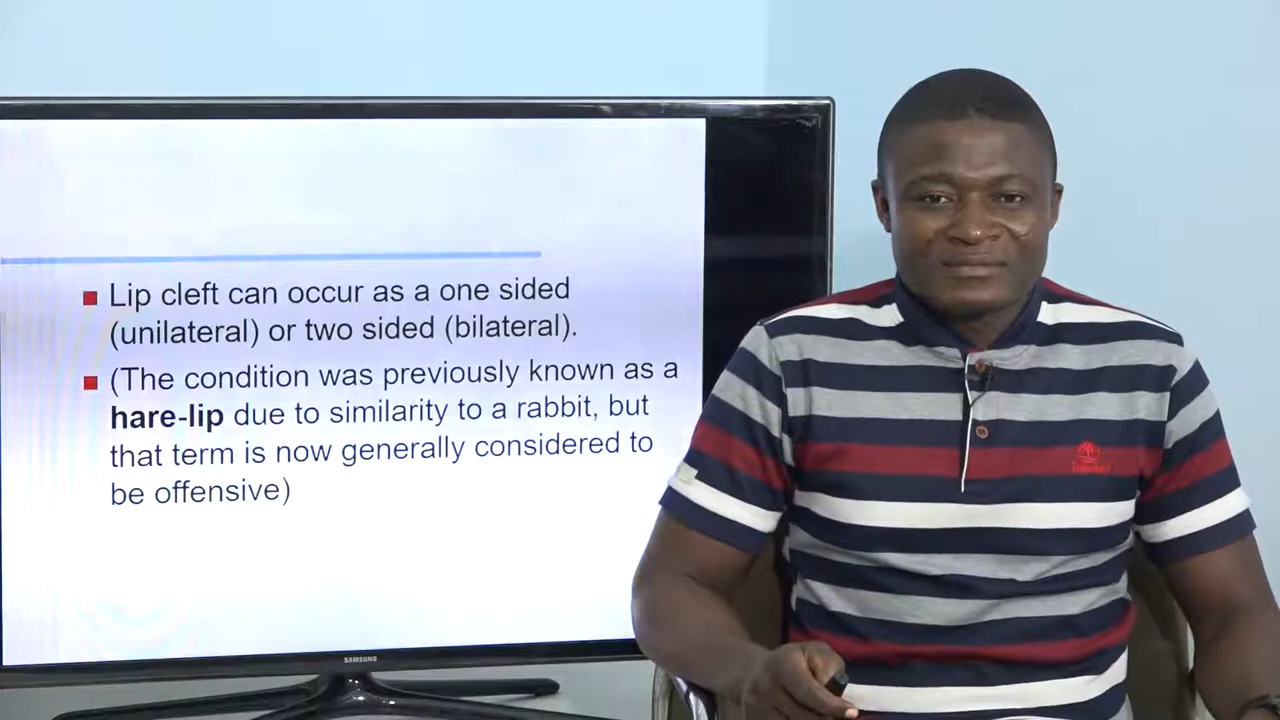 Lip cleft can occur as a one sided
(unilateral) or two sided (bilateral).
(The condition was previously known as a
hare-lip due to similarity to a rabbit, but
that term is now generally considered to
be offensive)
SAMSUNG